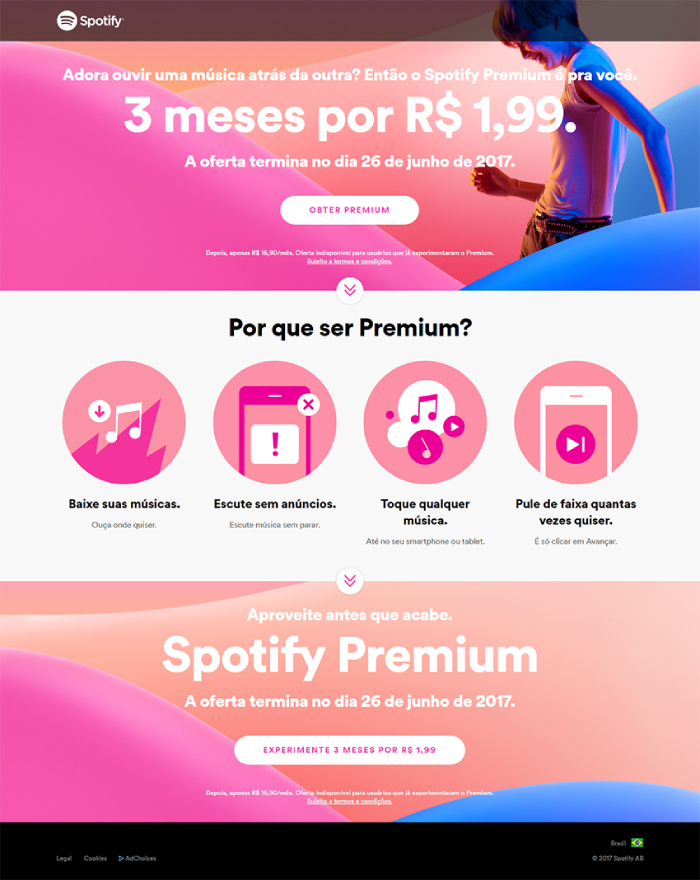 Spotify
Adora ouvir uma música atrás da outra? Então o Spotify Premium é pra você.
3 meses por R$ 1,99.
A oferta termina no dia 26 de junho de 2017.
OBTER PREMIUM
Depois, apenas R$ 16,90/mês. Oferta indisponível para usuários que já experimentaram o Premium.
Sujeito a termos e condições.
Por que ser Premium?
Baixe suas músicas.
Ouça onde quiser.
!
Escute sem anúncios.
Escute música sem parar.
Toque qualquer
música.
Até no seu smartphone ou tablet.
Pule de faixa quantas
vezes quiser.
É só clicar em Avançar.
Aproveite antes que acabe.
Spotify Premium
A oferta termina no dia 26 de junho de 2017.
EXPERIMENTE 3 MESES POR R$ 1,99
Depois, apenas R$ 16,90/mês. Oferta indisponível para usuários que já experimentaram o Premium.
Sujeito a termos e condições.
Brasil
Legal Cookies AdChoices
© 2017 Spotify AB